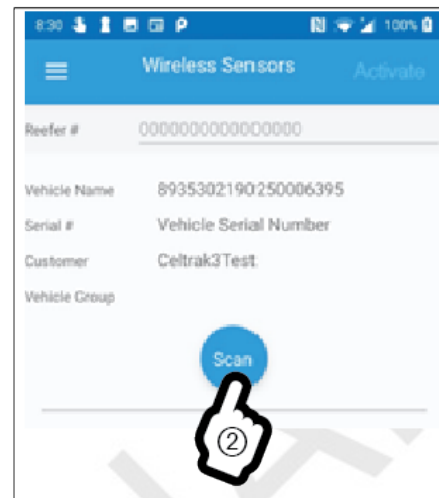 8:30 100%
Wireless Sensors Activate
Reefer # 0000000000000000
Vehicle Name 8935302190250006395
Serial # Vehicle Serial Number
Customer Celtrak3Test
Vehicle Group
Scan
②